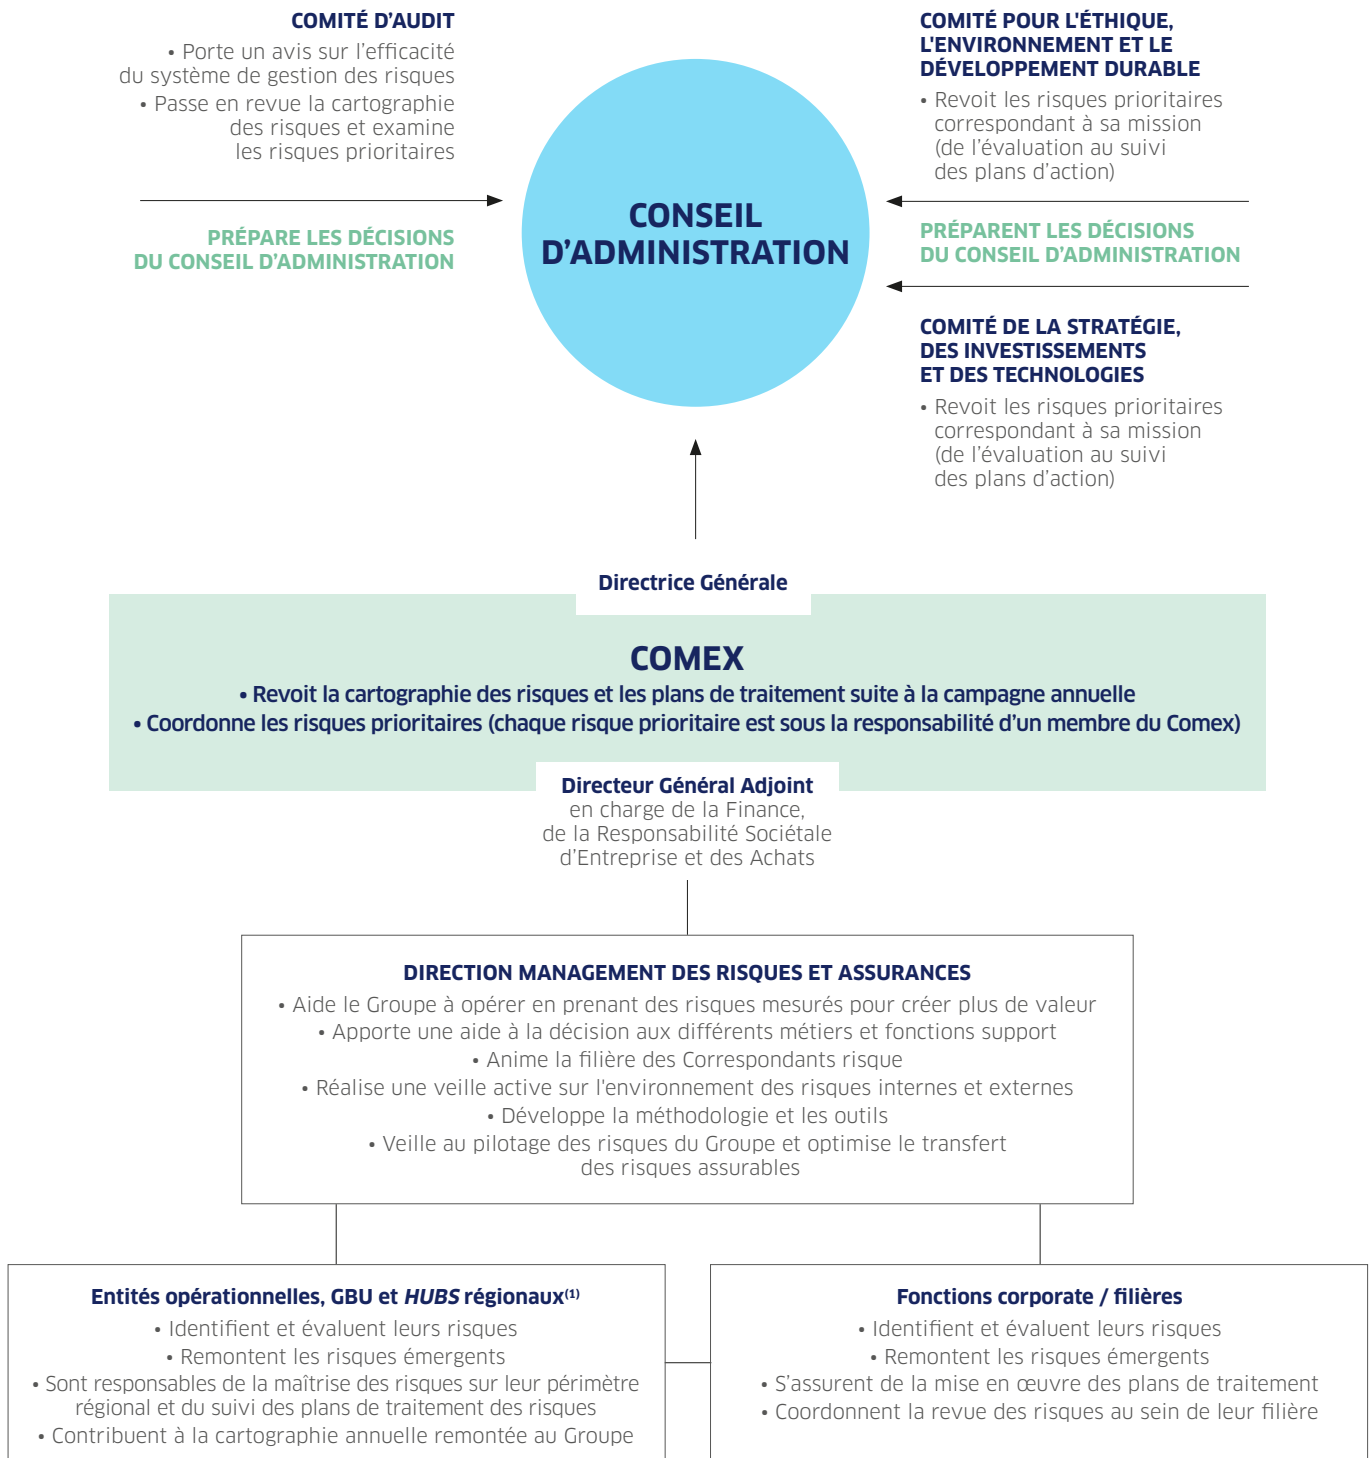 COMITÉ D’AUDIT
• Porte un avis sur l’efficacité
du système de gestion des risques
• Passe en revue la cartographie
des risques et examine
les risques prioritaires
PRÉPARE LES DÉCISIONS
DU CONSEIL D’ADMINISTRATION
CONSEIL
D’ADMINISTRATION
COMITÉ POUR L'ÉTHIQUE,
L'ENVIRONNEMENT ET LE
DÉVELOPPEMENT DURABLE
• Revoit les risques prioritaires
correspondant à sa mission
(de l’évaluation au suivi
des plans d’action)
PRÉPARENT LES DÉCISIONS
DU CONSEIL D’ADMINISTRATION
COMITÉ DE LA STRATÉGIE,
DES INVESTISSEMENTS
ET DES TECHNOLOGIES
• Revoit les risques prioritaires
correspondant à sa mission
(de l’évaluation au suivi
des plans d’action)
Directrice Générale
COMEX
• Revoit la cartographie des risques et les plans de traitement suite à la campagne annuelle
• Coordonne les risques prioritaires (chaque risque prioritaire est sous la responsabilité d’un membre du Comex)
Directeur Général Adjoint
en charge de la Finance,
de la Responsabilité Sociétale
d’Entreprise et des Achats
DIRECTION MANAGEMENT DES RISQUES ET ASSURANCES
• Aide le Groupe à opérer en prenant des risques mesurés pour créer plus de valeur
• Apporte une aide à la décision aux différents métiers et fonctions support
• Anime la filière des Correspondants risque
• Réalise une veille active sur l'environnement des risques internes et externes
• Développe la méthodologie et les outils
• Veille au pilotage des risques du Groupe et optimise le transfert
des risques assurables
Entités opérationnelles, GBU et HUBS régionaux(1)
• Identifient et évaluent leurs risques
• Remontent les risques émergents
• Sont responsables de la maîtrise des risques sur leur périmètre
régional et du suivi des plans de traitement des risques
• Contribuent à la cartographie annuelle remontée au Groupe
Fonctions corporate / filières
• Identifient et évaluent leurs risques
• Remontent les risques émergents
• S’assurent de la mise en œuvre des plans de traitement
• Coordonnent la revue des risques au sein de leur filière